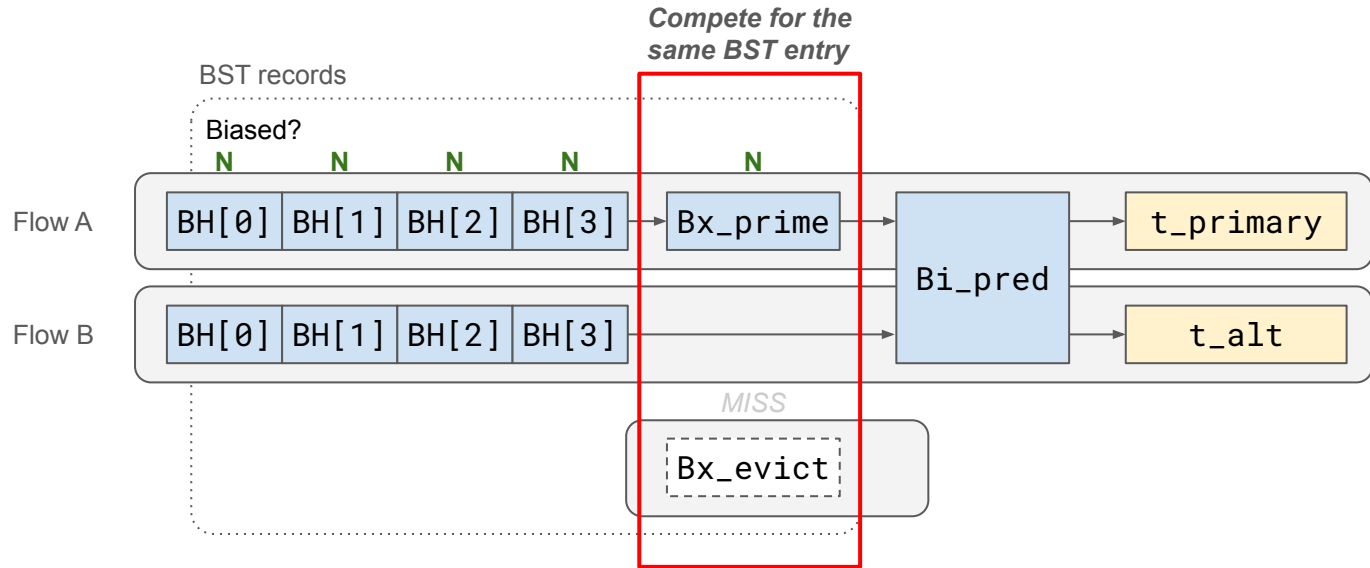 Compete for the
same BST entry
BST records
Biased?
N N N N N
Flow A
BH[0] BH[1] BH[2] BH[3] Bx_prime t_primary
Bi_pred
Flow B
BH[0] BH[1] BH[2] BH[3] t_alt
MISS
Bx_evict